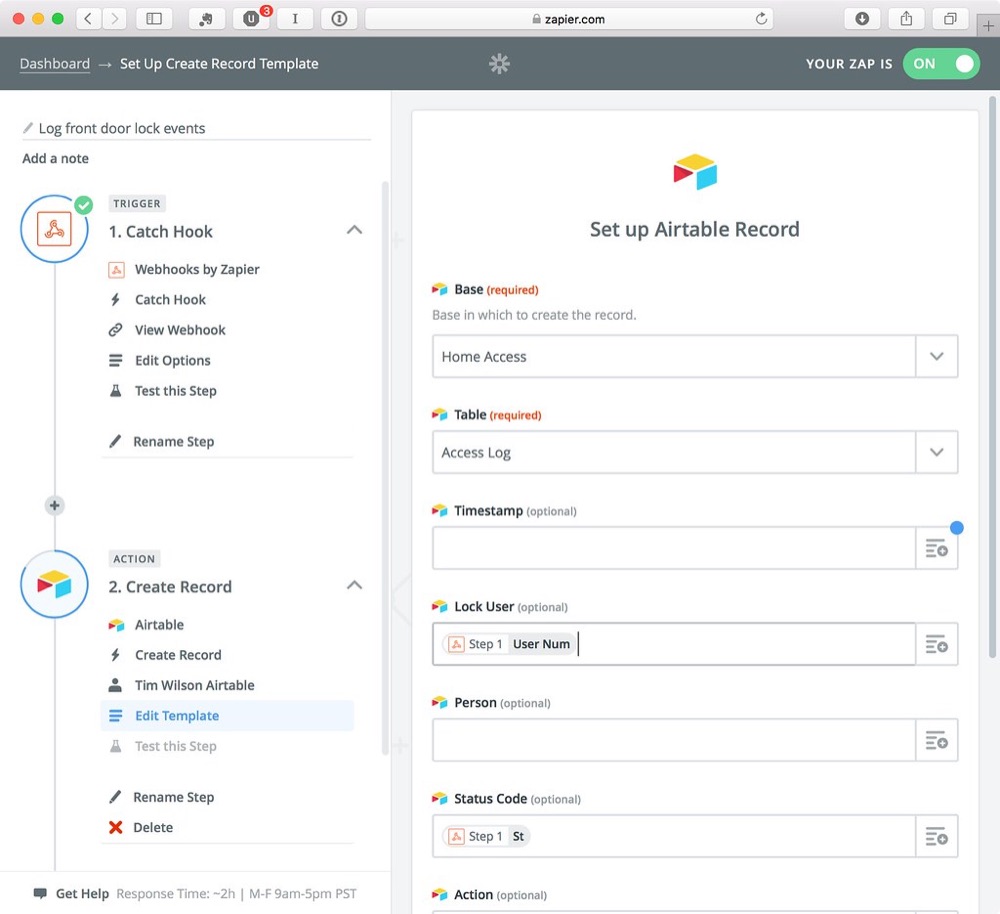 3
zapier.com
Dashboard → Set Up Create Record Template
YOUR ZAP IS ON
Log front door lock events
Add a note
TRIGGER
1. Catch Hook
Webhooks by Zapier
Catch Hook
View Webhook
Edit Options
Test this Step
Rename Step
ACTION
2. Create Record
Airtable
Create Record
Tim Wilson Airtable
Edit Template
Test this Step
Rename Step
Delete
Get Help Response Time: ~2h | M-F 9am-5pm PST
Set up Airtable Record
Base (required)
Base in which to create the record.
Home Access
Table (required)
Access Log
Timestamp (optional)
Lock User (optional)
Step 1 User Num
Person (optional)
Status Code (optional)
Step 1 St
Action (optional)